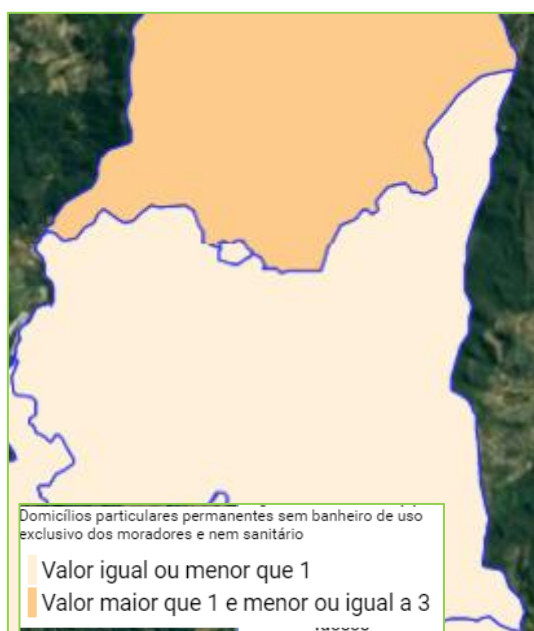 Domicílios particulares permanentes sem banheiro de uso
exclusivo dos moradores e nem sanitário
Valor igual ou menor que 1
Valor maior que 1 e menor ou igual a 3